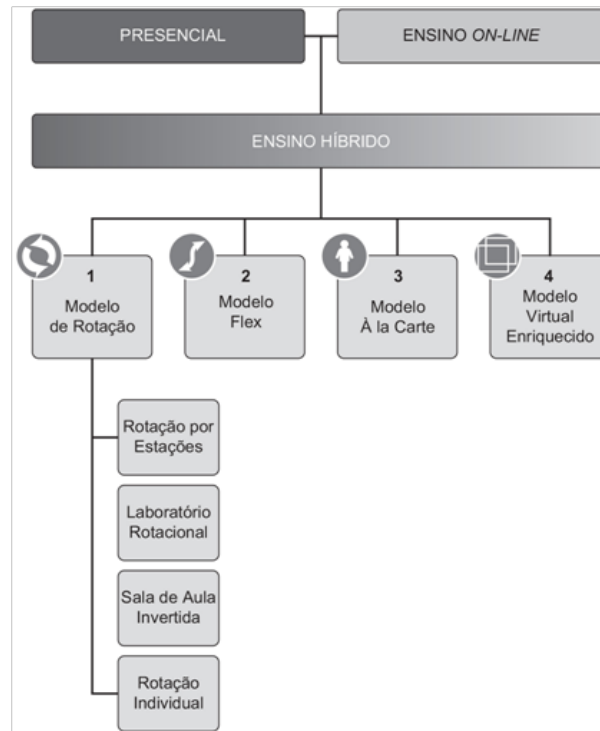 PRESENCIAL
ENSINO ON-LINE
ENSINO HÍBRIDO
1
Modelo
de Rotação
2
Modelo
Flex
3
Modelo
À la Carte
4
Modelo
Virtual
Enriquecido
Rotação por
Estações
Laboratório
Rotacional
Sala de Aula
Invertida
Rotação
Individual